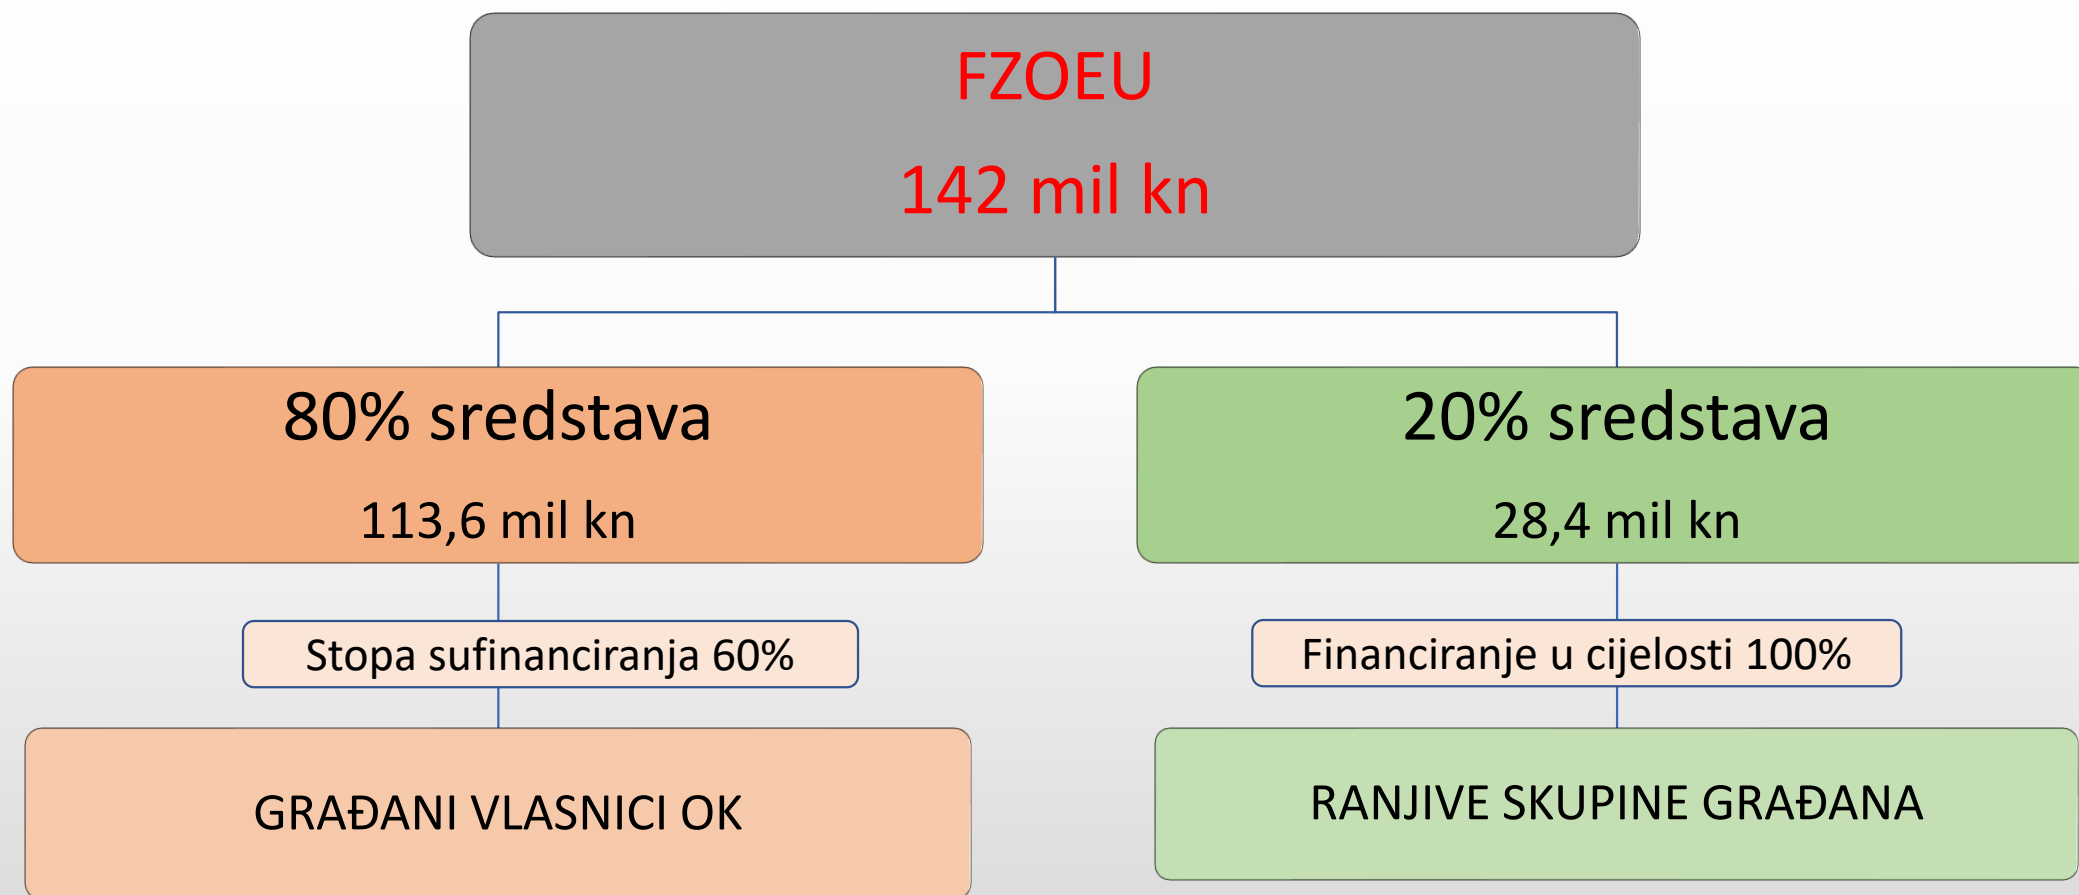 FZOEU
142 mil kn
80% sredstava
113,6 mil kn
20% sredstava
28,4 mil kn
Stopa sufinanciranja 60%
Financiranje u cijelosti 100%
GRAĐANI VLASNICI OK
RANJIVE SKUPINE GRAĐANA